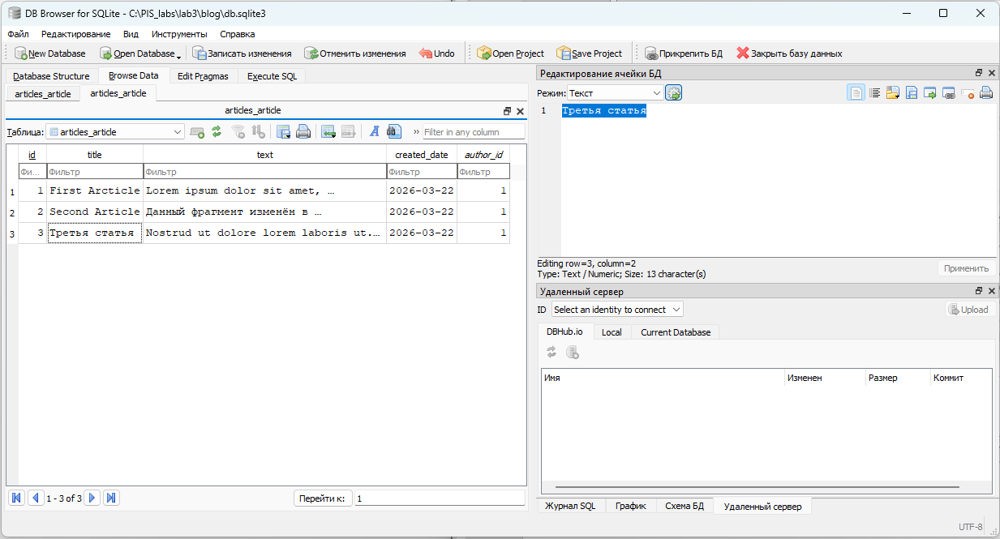 DB Browser for SQLite - C:\PIS_labs\lab3\blog\db.sqlite3
Файл Редактирование Вид Инструменты Справка
New Database Open Database Записать изменения Отменить изменения Undo Open Project Save Project Прикрепить БД Закрыть базу данных
Database Structure Browse Data Edit Pragmas Execute SQL
articles_article articles_article
articles_article
Таблица: articles_article » Filter in any column
id title text created_date author_id
Фи... Фильтр Фильтр Фильтр Фильтр
1 1 First Arcticle Lorem ipsum dolor sit amet, … 2026-03-22 1
2 2 Second Article Данный фрагмент изменён в … 2026-03-22 1
3 3 Третья статья Nostrud ut dolore lorem laboris ut.… 2026-03-22 1
1 - 3 of 3 Перейти к: 1
Редактирование ячейки БД
Режим: Текст
1 Третья статья
Editing row=3, column=2
Type: Text / Numeric; Size: 13 character(s)
Применить
Удаленный сервер
ID Select an identity to connect Upload
DBHub.io Local Current Database
Имя Изменен Размер Коммит
Журнал SQL График Схема БД Удаленный сервер
UTF-8